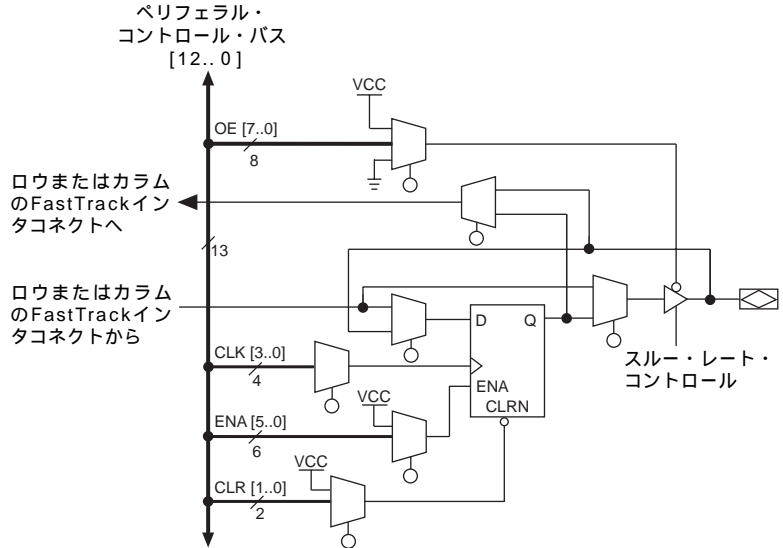 ペリフェラル・
コントロール・バス
[12.. 0 ]
VCC
OE [7..0]
8
ロウまたはカラム
のFastTrackイン
タコネクトへ
13
ロウまたはカラム
のFastTrackイン
タコネクトから
D
Q
CLK [3..0]
4
ENA
スルー・レート・
コントロール
VCC
CLRN
ENA [5..0]
6
VCC
CLR [1..0]
2